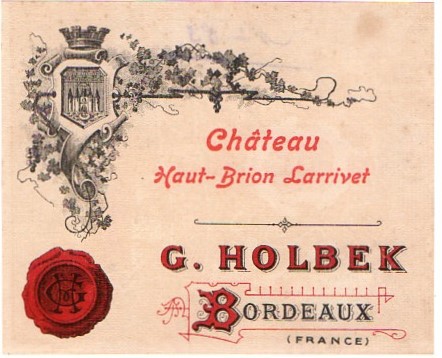 Château
Haut-Brion Larrivet
G. HOLBEK
BORDEAUX
(FRANCE)